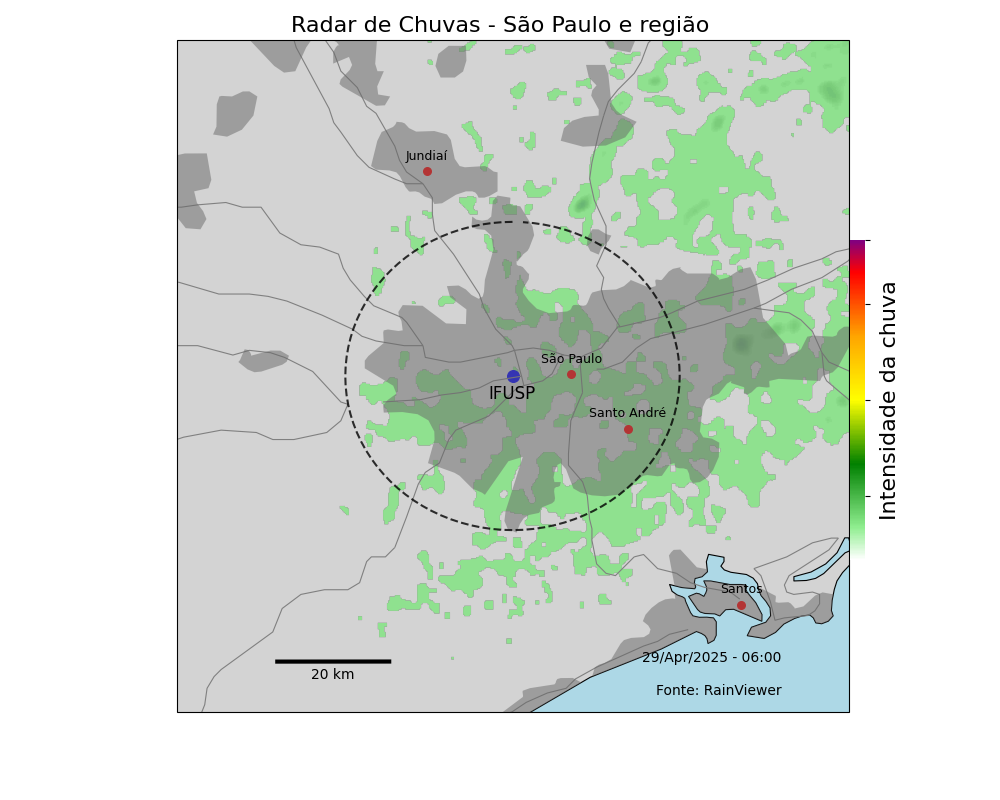 Radar de Chuvas - São Paulo e região
Jundiaí
São Paulo
IFUSP
Santo André
Intensidade da chuva
Santos
29/Apr/2025 - 06:00
20 km
Fonte: RainViewer